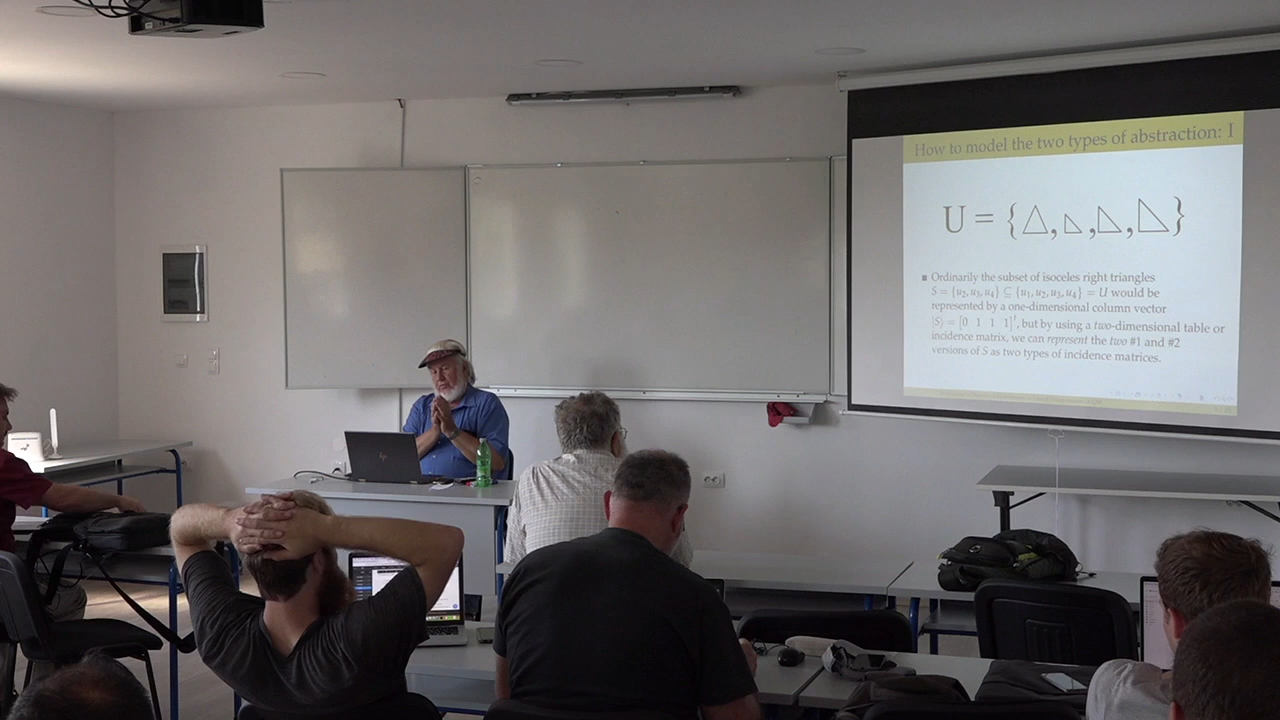 How to model the two types of abstraction: I
U = {△,◺,◺,◺}
■ Ordinarily the subset of isoceles right triangles
S = {u₂, u₃, u₄} ⊆ {u₁, u₂, u₃, u₄} = U would be
represented by a one-dimensional column vector
|S⟩ = [0 1 1 1]ᵗ, but by using a two-dimensional table or
incidence matrix, we can represent the two #1 and #2
versions of S as two types of incidence matrices.
hp